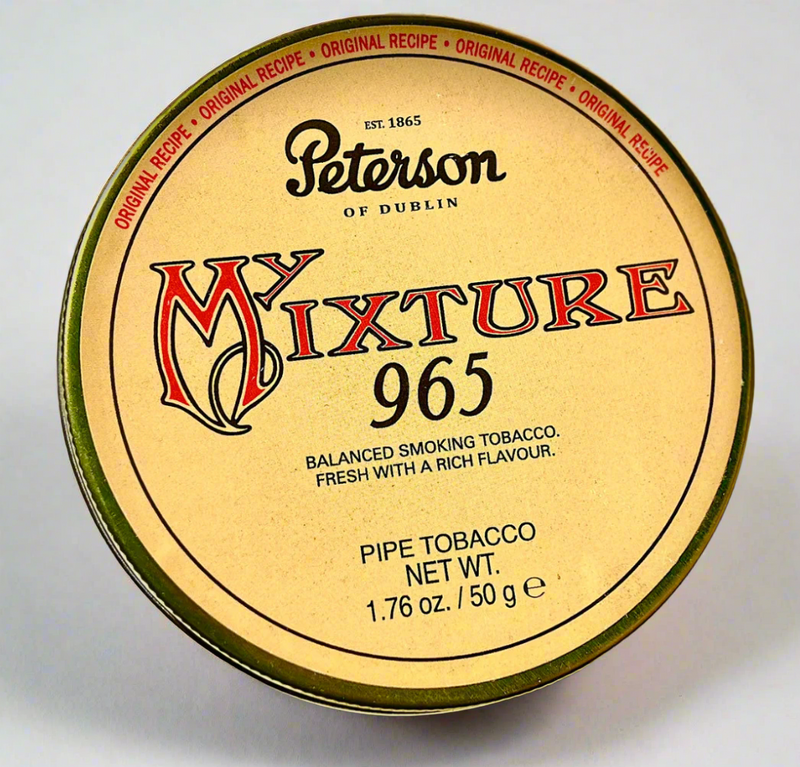 ORIGINAL RECIPE • ORIGINAL RECIPE • ORIGINAL RECIPE • ORIGINAL RECIPE • ORIGINAL RECIPE
EST. 1865
Peterson
OF DUBLIN
My Mixture
965
BALANCED SMOKING TOBACCO.
FRESH WITH A RICH FLAVOUR.
PIPE TOBACCO
NET WT.
1.76 oz. / 50 g ℮